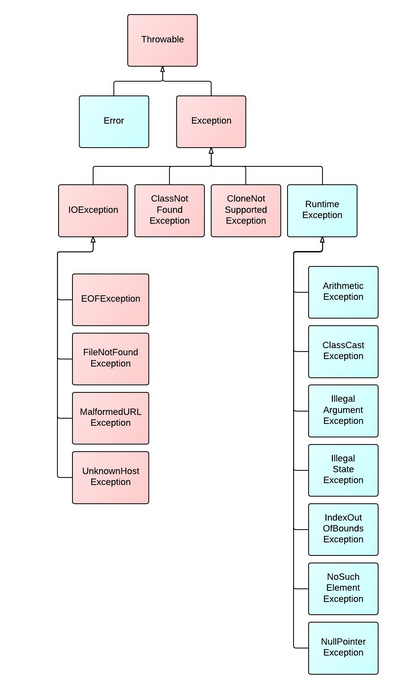 Throwable
Error
Exception
IOException
ClassNot
Found
Exception
CloneNot
Supported
Exception
Runtime
Exception
EOFException
FileNotFound
Exception
MalformedURL
Exception
UnknownHost
Exception
Arithmetic
Exception
ClassCast
Exception
Illegal
Argument
Exception
Illegal
State
Exception
IndexOut
OfBounds
Exception
NoSuch
Element
Exception
NullPointer
Exception